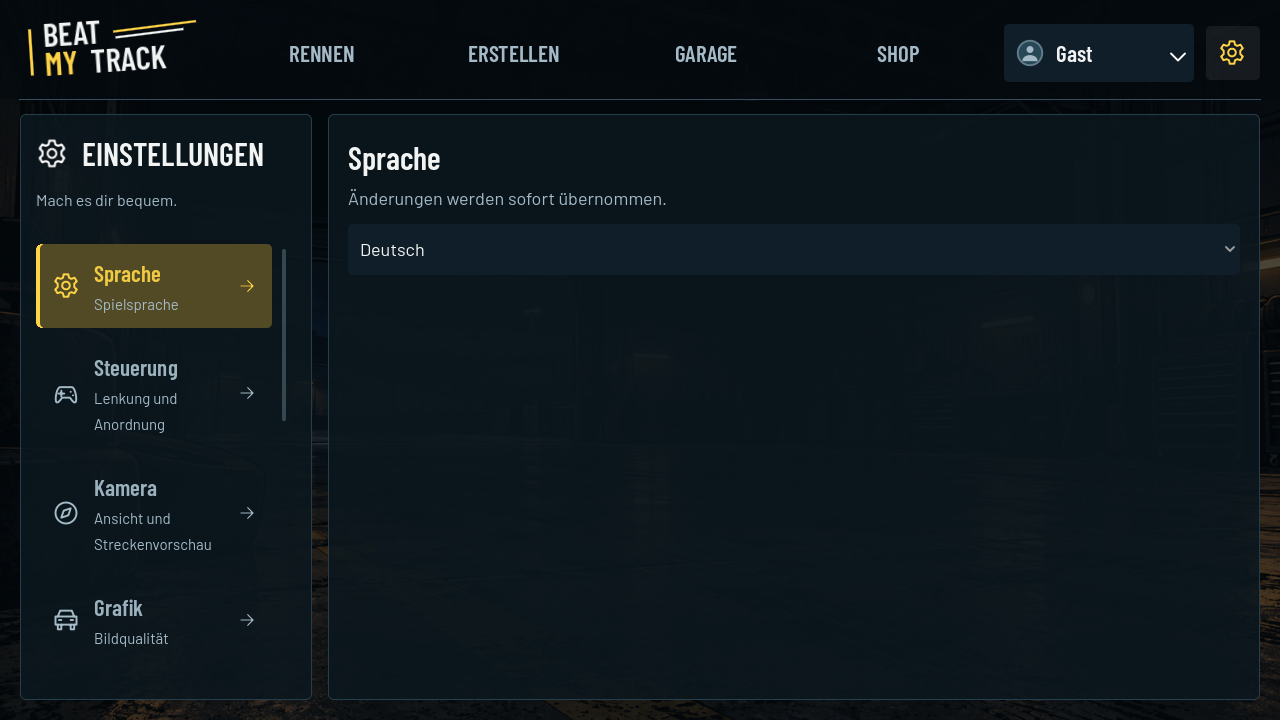 BEAT
MY TRACK
RENNEN
ERSTELLEN
GARAGE
SHOP
Gast
EINSTELLUNGEN
Mach es dir bequem.
Sprache
Spielsprache
Steuerung
Lenkung und
Anordnung
Kamera
Ansicht und
Streckenvorschau
Grafik
Bildqualität
Sprache
Änderungen werden sofort übernommen.
Deutsch